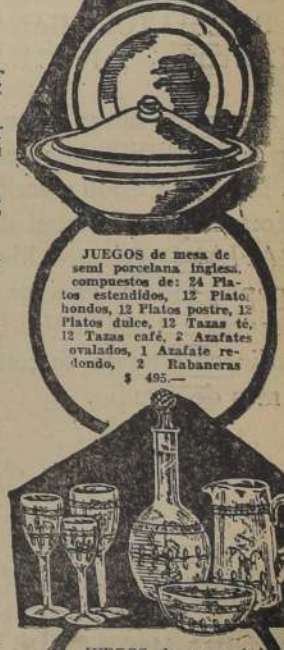 JUEGOS de mesa de
semi porcelana inglesa,
compuestos de: 24 Pla-
tos estendidos, 12 Platos
hondos, 12 Platos postre, 12
Platos dulce, 12 Tazas té,
12 Tazas café, 2 Azafates
ovalados, 1 Azafate re-
dondo, 2 Rabaneras
$ 495.—
JUEGOS